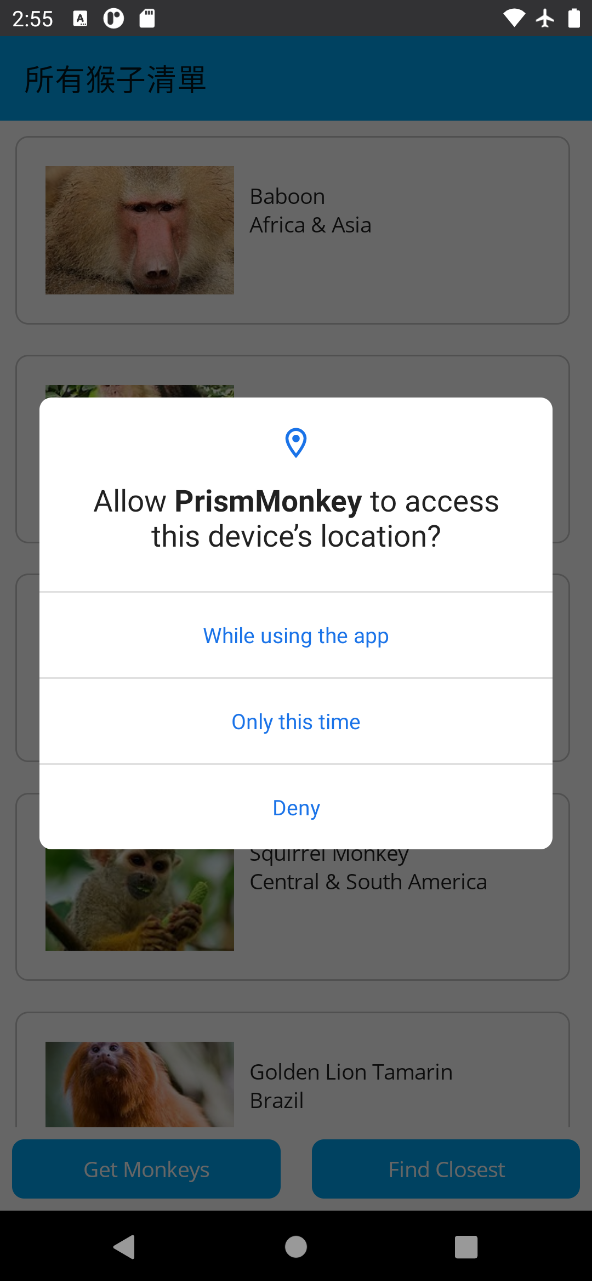 2:55
所有猴子清單
Baboon
Africa & Asia
Allow PrismMonkey to access
this device’s location?
While using the app
Only this time
Deny
Squirrel Monkey
Central & South America
Golden Lion Tamarin
Brazil
Get Monkeys
Find Closest